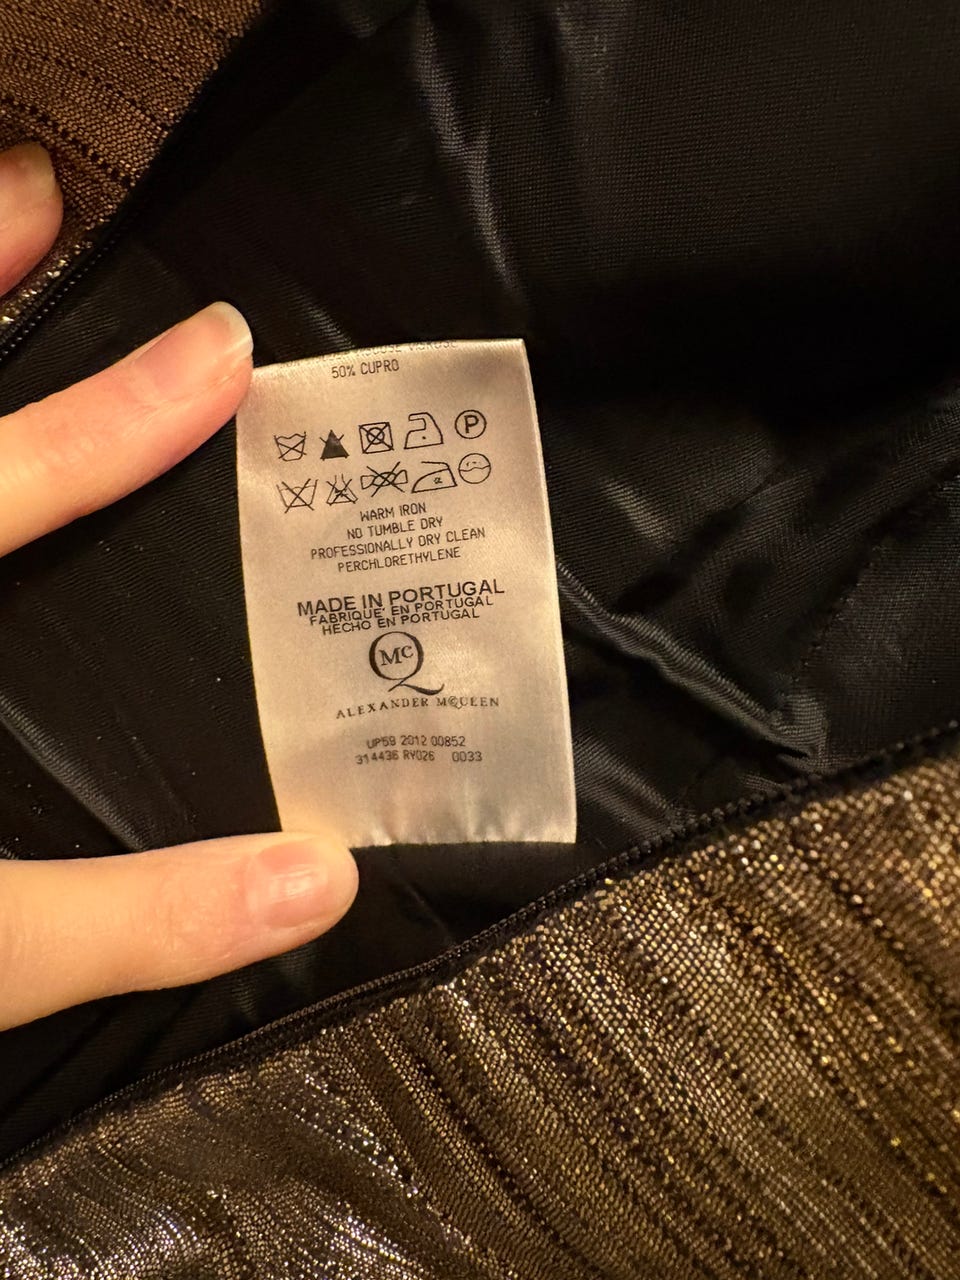 50% CUPRO
P
WARM IRON
NO TUMBLE DRY
PROFESSIONALLY DRY CLEAN
PERCHLORETHYLENE
MADE IN PORTUGAL
FABRIQUE' EN PORTUGAL
HECHO EN PORTUGAL
McQ
ALEXANDER McQUEEN
UP59 2012 00852
314436 RY026 0033